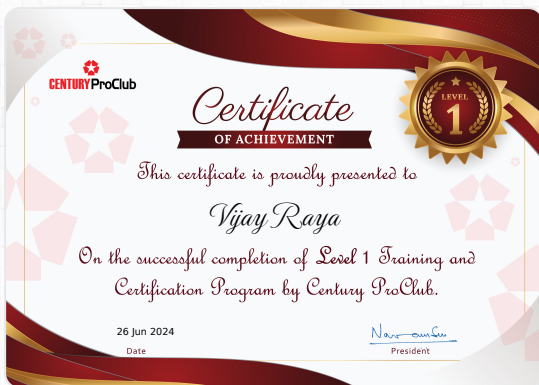 CENTURY ProClub
Certificate
OF ACHIEVEMENT
LEVEL
1
This certificate is proudly presented to
Vijay Raya
On the successful completion of Level 1 Training and
Certification Program by Century ProClub.
26 Jun 2024
Date
President